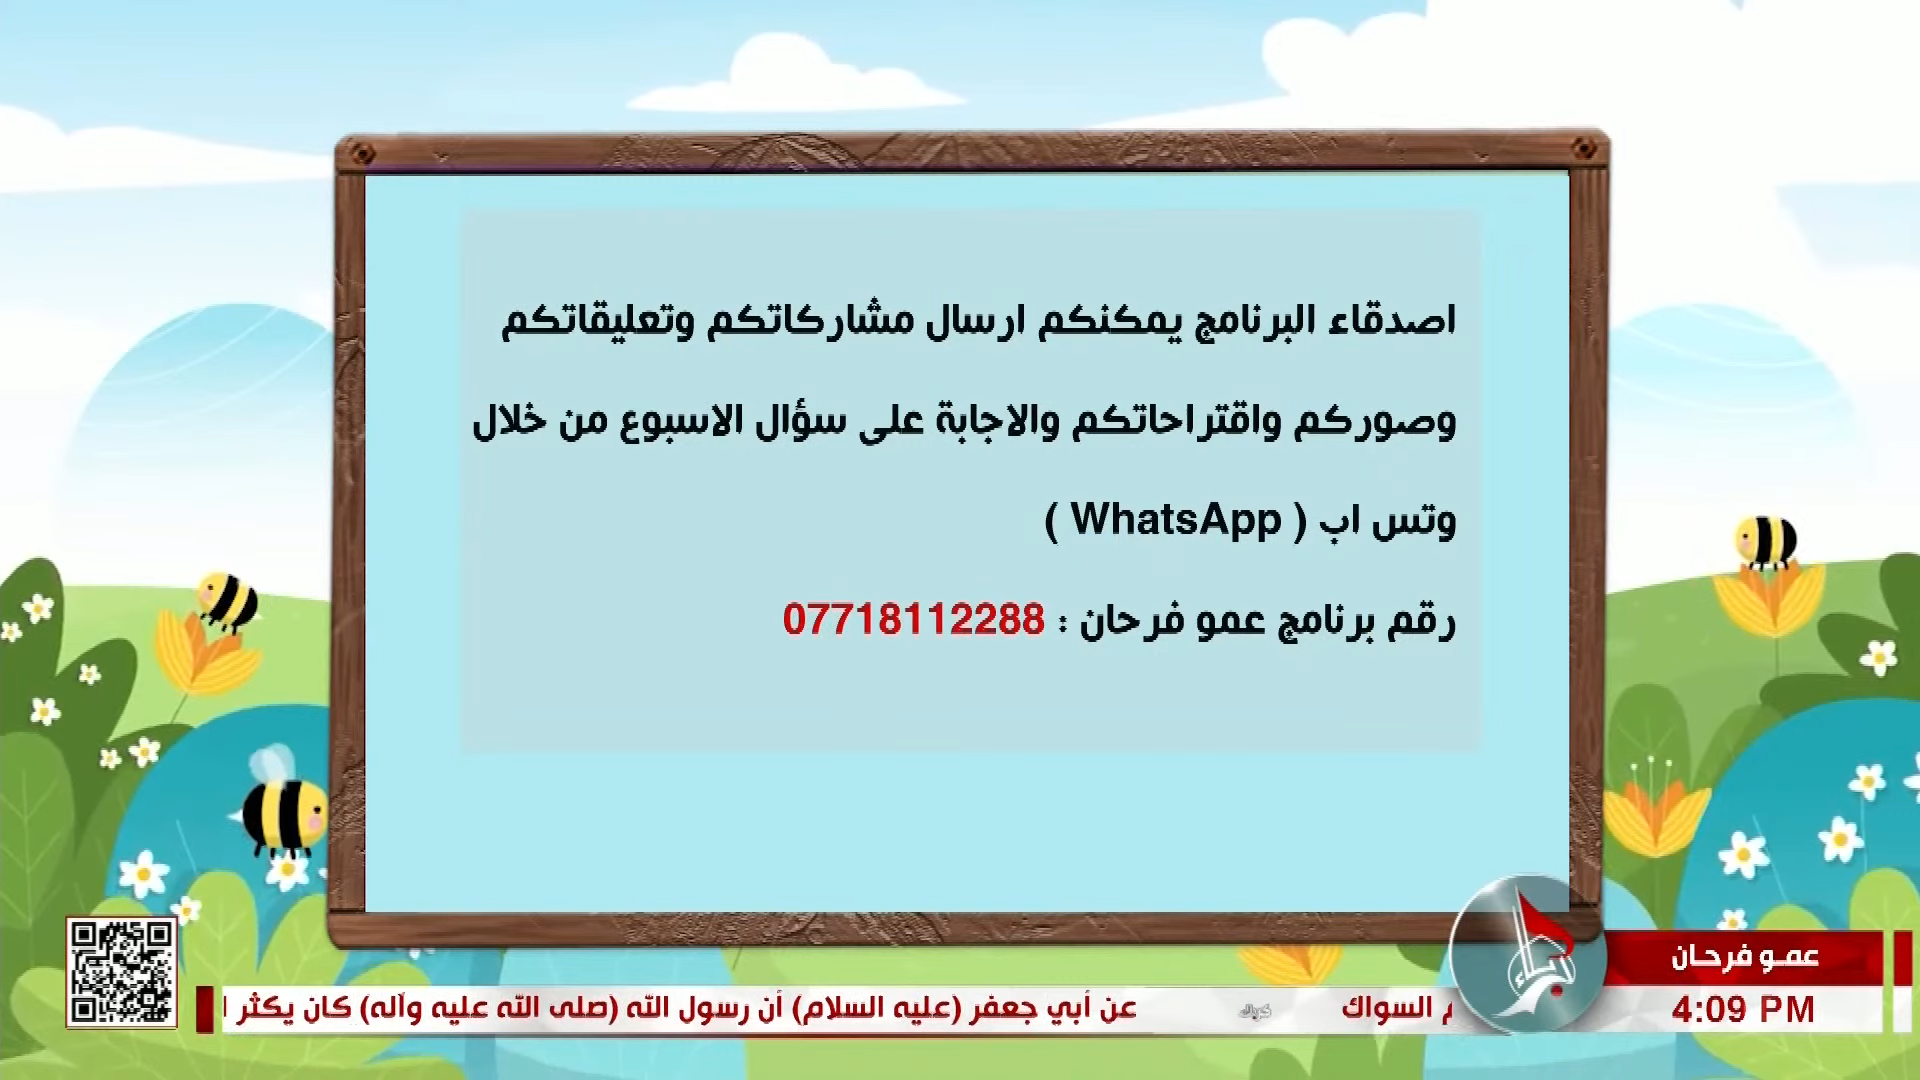 اصدقاء البرنامج يمكنكم ارسال مشاركاتكم وتعليقاتكم
وصوركم واقتراحاتكم والاجابة على سؤال الاسبوع من خلال
وتس اب ( WhatsApp )
رقم برنامج عمو فرحان : 07718112288
عمـو فرحـان
4:09 PM
م السواك
عن أبي جعفر (عليه السلام) أن رسول الله (صلى الله عليه وآله) كان يكثر ا